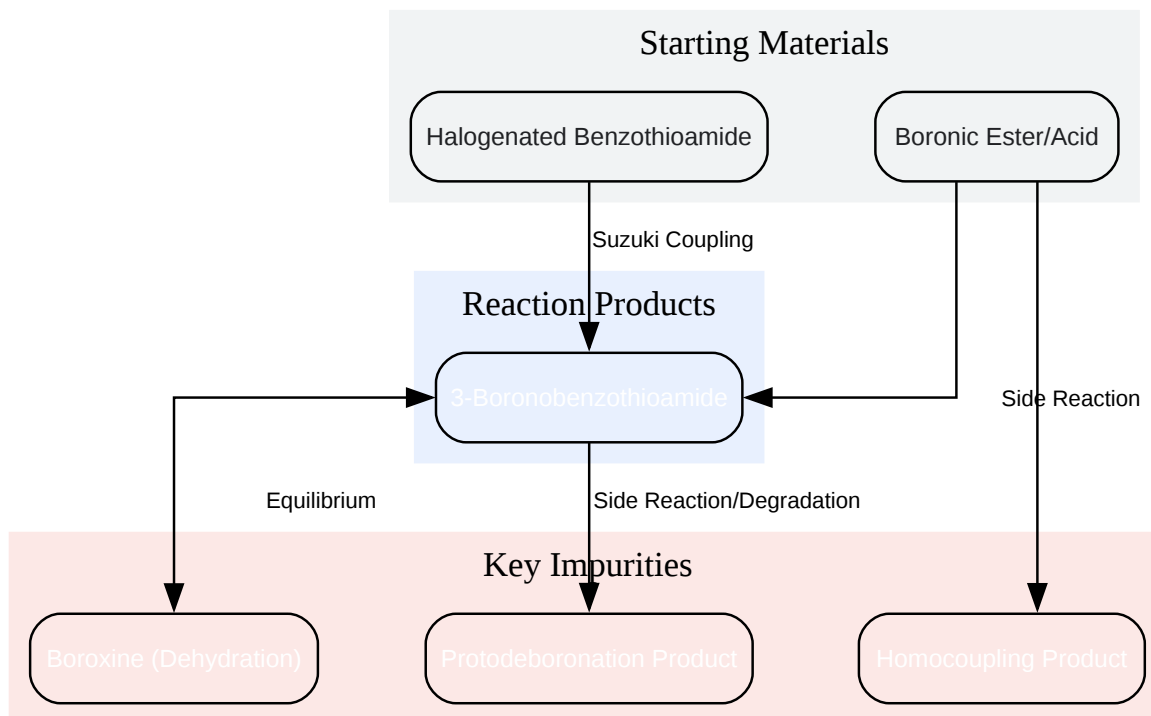 Starting Materials
Halogenated Benzothioamide
Boronic Ester/Acid
Suzuki Coupling
Reaction Products
3-Boronobenzothioamide
Side Reaction
Equilibrium
Side Reaction/Degradation
Key Impurities
Boroxine (Dehydration)
Protodeboronation Product
Homocoupling Product